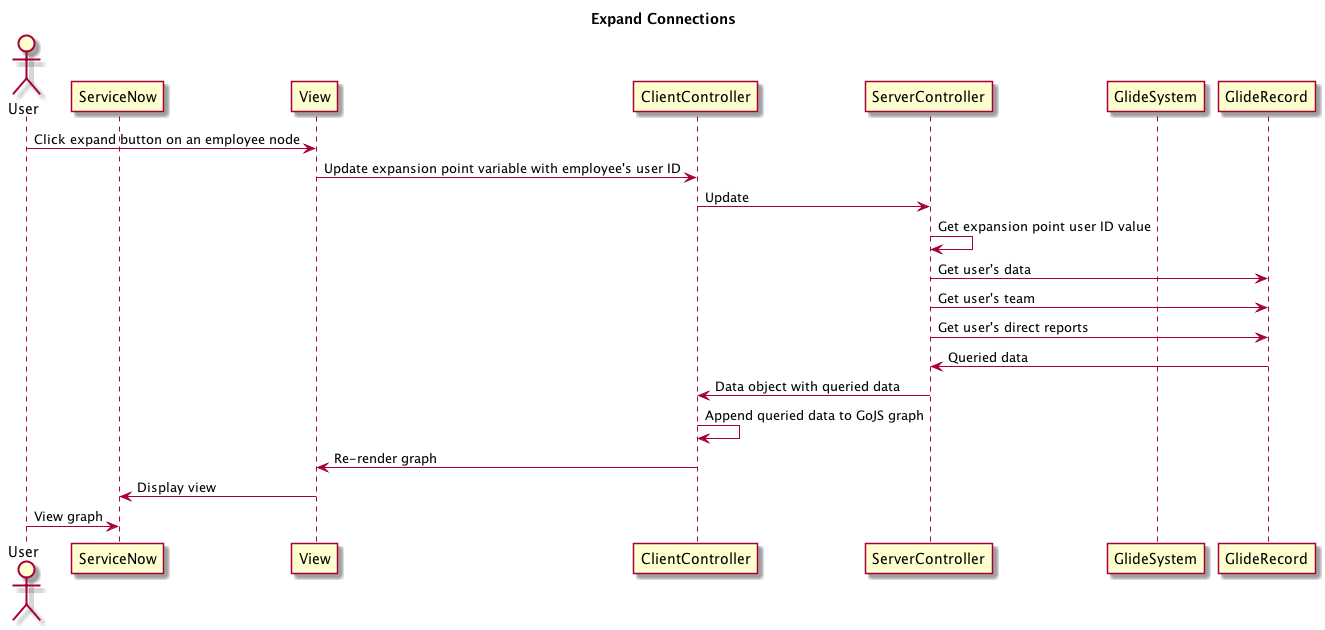 Expand Connections
User
ServiceNow
View
ClientController
ServerController
GlideSystem
GlideRecord
Click expand button on an employee node
Update expansion point variable with employee's user ID
Update
Get expansion point user ID value
Get user's data
Get user's team
Get user's direct reports
Queried data
Data object with queried data
Append queried data to GoJS graph
Re-render graph
Display view
View graph
User
ServiceNow
View
ClientController
ServerController
GlideSystem
GlideRecord